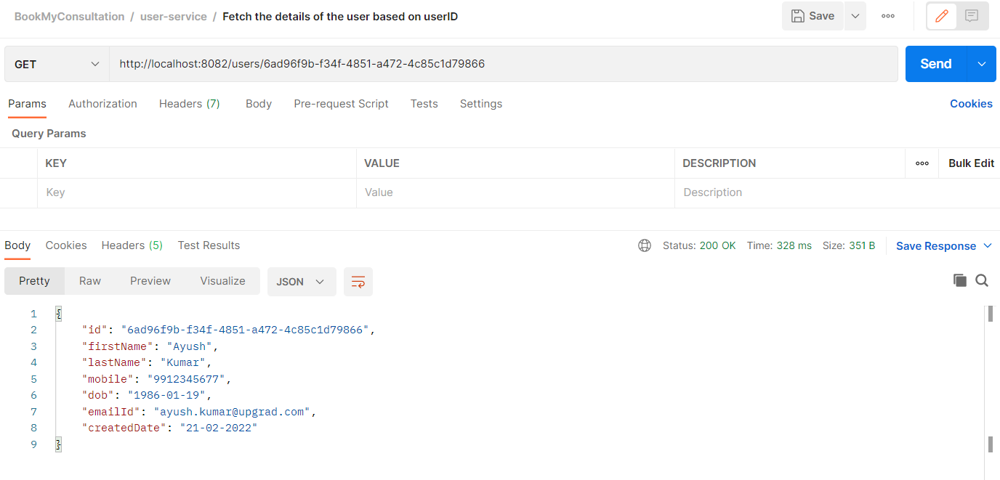 BookMyConsultation / user-service / Fetch the details of the user based on userID Save ooo
GET http://localhost:8082/users/6ad96f9b-f34f-4851-a472-4c85c1d79866 Send
Params Authorization Headers (7) Body Pre-request Script Tests Settings Cookies
Query Params
KEY VALUE DESCRIPTION ooo Bulk Edit
Key Value Description
Body Cookies Headers (5) Test Results Status: 200 OK Time: 328 ms Size: 351 B Save Response
Pretty Raw Preview Visualize JSON
1 {
2 "id": "6ad96f9b-f34f-4851-a472-4c85c1d79866",
3 "firstName": "Ayush",
4 "lastName": "Kumar",
5 "mobile": "9912345677",
6 "dob": "1986-01-19",
7 "emailId": "ayush.kumar@upgrad.com",
8 "createdDate": "21-02-2022"
9 }